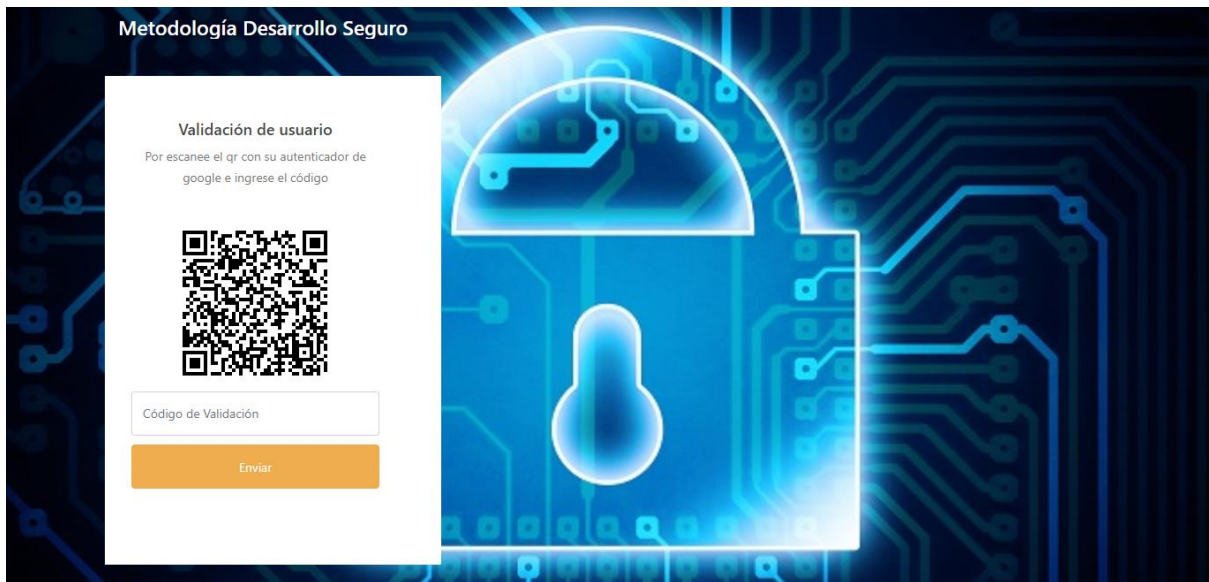 Metodología Desarrollo Seguro
Validación de usuario
Por escanee el qr con su autenticador de
google e ingrese el código
Código de Validación
Enviar